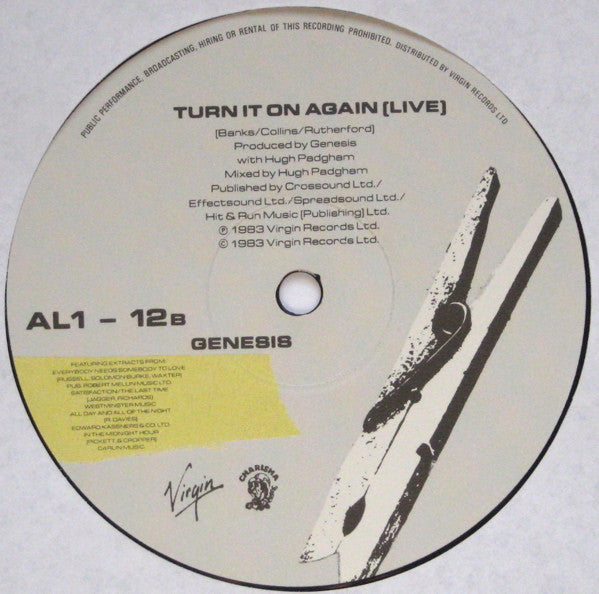 PUBLIC PERFORMANCE, BROADCASTING, HIRING OR RENTAL OF THIS RECORDING PROHIBITED. DISTRIBUTED BY VIRGIN RECORDS LTD
TURN IT ON AGAIN (LIVE)
(Banks/Collins/Rutherford)
Produced by Genesis
with Hugh Padgham
Mixed by Hugh Padgham
Published by Crossound Ltd./
Effectsound Ltd./Spreadsound Ltd./
Hit & Run Music (Publishing) Ltd.
℗ 1983 Virgin Records Ltd.
© 1983 Virgin Records Ltd.
AL1 – 12B
GENESIS
FEATURING EXTRACTS FROM:
EVERYBODY NEEDS SOMEBODY TO LOVE
(RUSSELL, SOLOMON BURKE, WAXTER)
PUB. ROBERT MELLIN MUSIC LTD.
SATISFACTION/THE LAST TIME
(JAGGER, RICHARDS)
WESTMINSTER MUSIC
ALL DAY AND ALL OF THE NIGHT
(R. DAVIES)
EDWARD KASSNERS & CO. LTD.
IN THE MIDNIGHT HOUR
(PICKETT, & CROPPER)
CARLIN MUSIC.
Virgin
CHARISMA